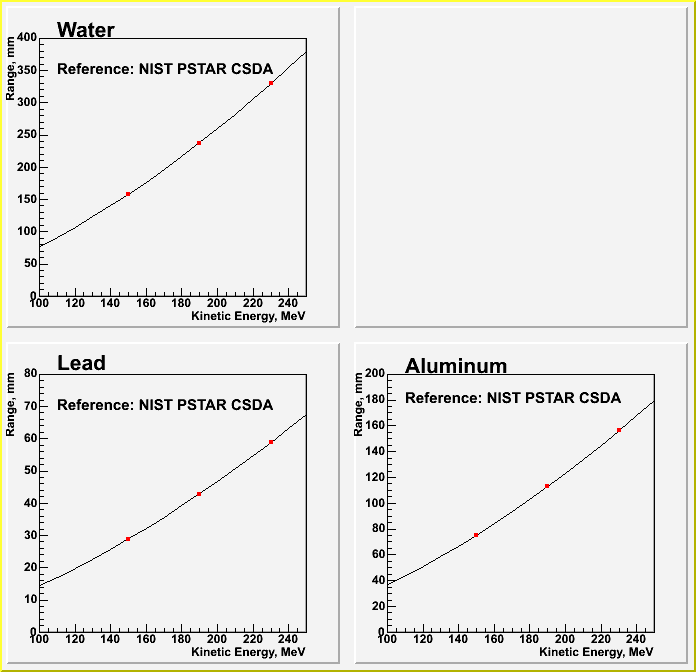 Water
Range, mm
400
350
300
250
200
150
100
50
0
Reference: NIST PSTAR CSDA
100 120 140 160 180 200 220 240
Kinetic Energy, MeV
Lead
Range, mm
80
70
60
50
40
30
20
10
0
Reference: NIST PSTAR CSDA
100 120 140 160 180 200 220 240
Kinetic Energy, MeV
Aluminum
Range, mm
200
180
160
140
120
100
80
60
40
20
0
Reference: NIST PSTAR CSDA
100 120 140 160 180 200 220 240
Kinetic Energy, MeV